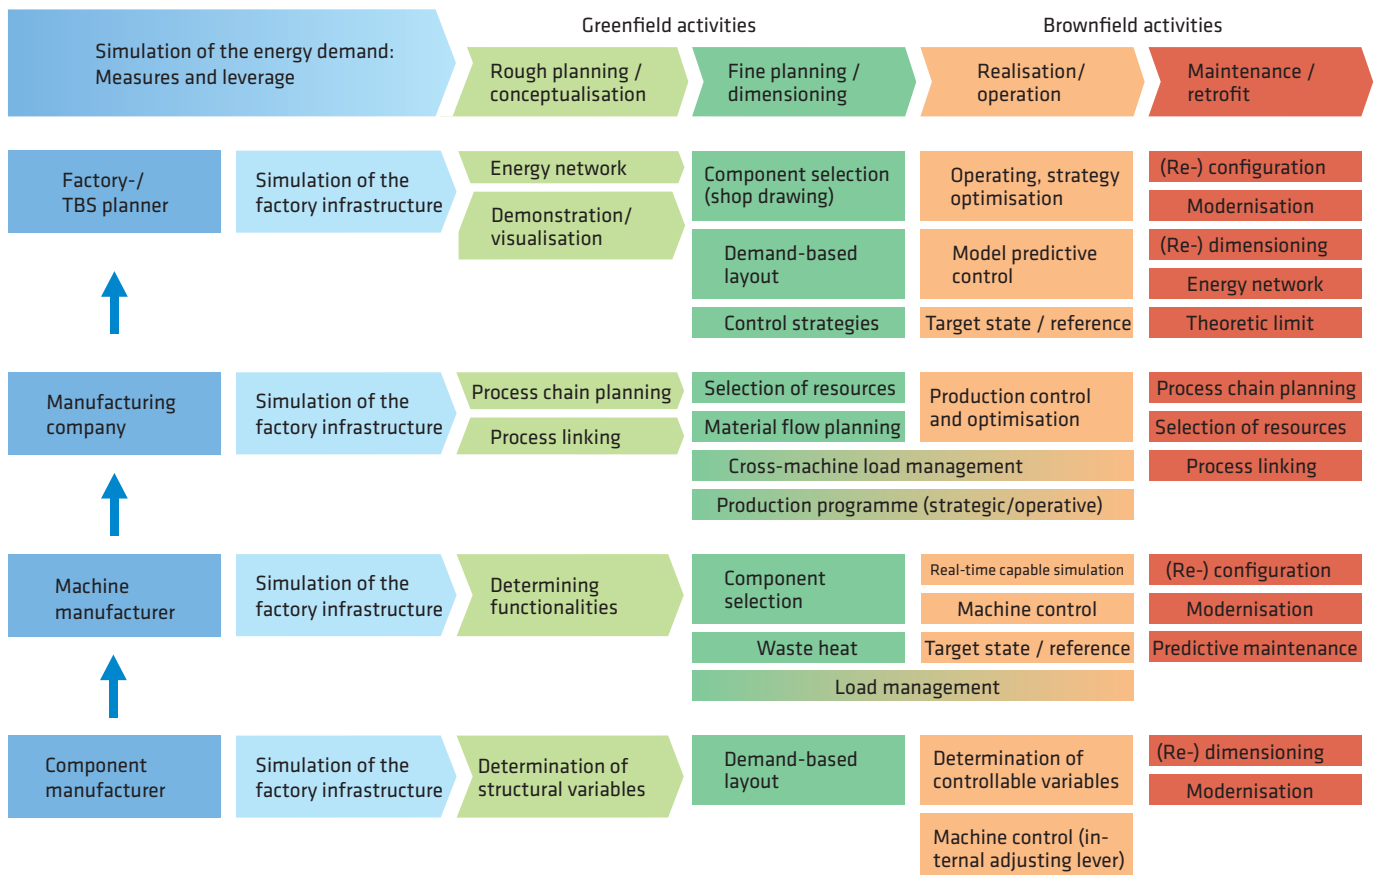 Greenfield activities
Brownfield activities
Simulation of the energy demand:
Measures and leverage
Rough planning /
conceptualisation
Fine planning /
dimensioning
Realisation/
operation
Maintenance /
retrofit
Factory-/
TBS planner
Simulation of the
factory infrastructure
Energy network
Demonstration/
visualisation
Component selection
(shop drawing)
Demand-based
layout
Control strategies
Operating, strategy
optimisation
Model predictive
control
Target state / reference
(Re-) configuration
Modernisation
(Re-) dimensioning
Energy network
Theoretic limit
Manufacturing
company
Simulation of the
factory infrastructure
Process chain planning
Process linking
Selection of resources
Material flow planning
Production control
and optimisation
Cross-machine load management
Production programme (strategic/operative)
Process chain planning
Selection of resources
Process linking
Machine
manufacturer
Simulation of the
factory infrastructure
Determining
functionalities
Component
selection
Waste heat
Real-time capable simulation
Machine control
Target state / reference
Load management
(Re-) configuration
Modernisation
Predictive maintenance
Component
manufacturer
Simulation of the
factory infrastructure
Determination of
structural variables
Demand-based
layout
Determination of
controllable variables
Machine control (in-
ternal adjusting lever)
(Re-) dimensioning
Modernisation